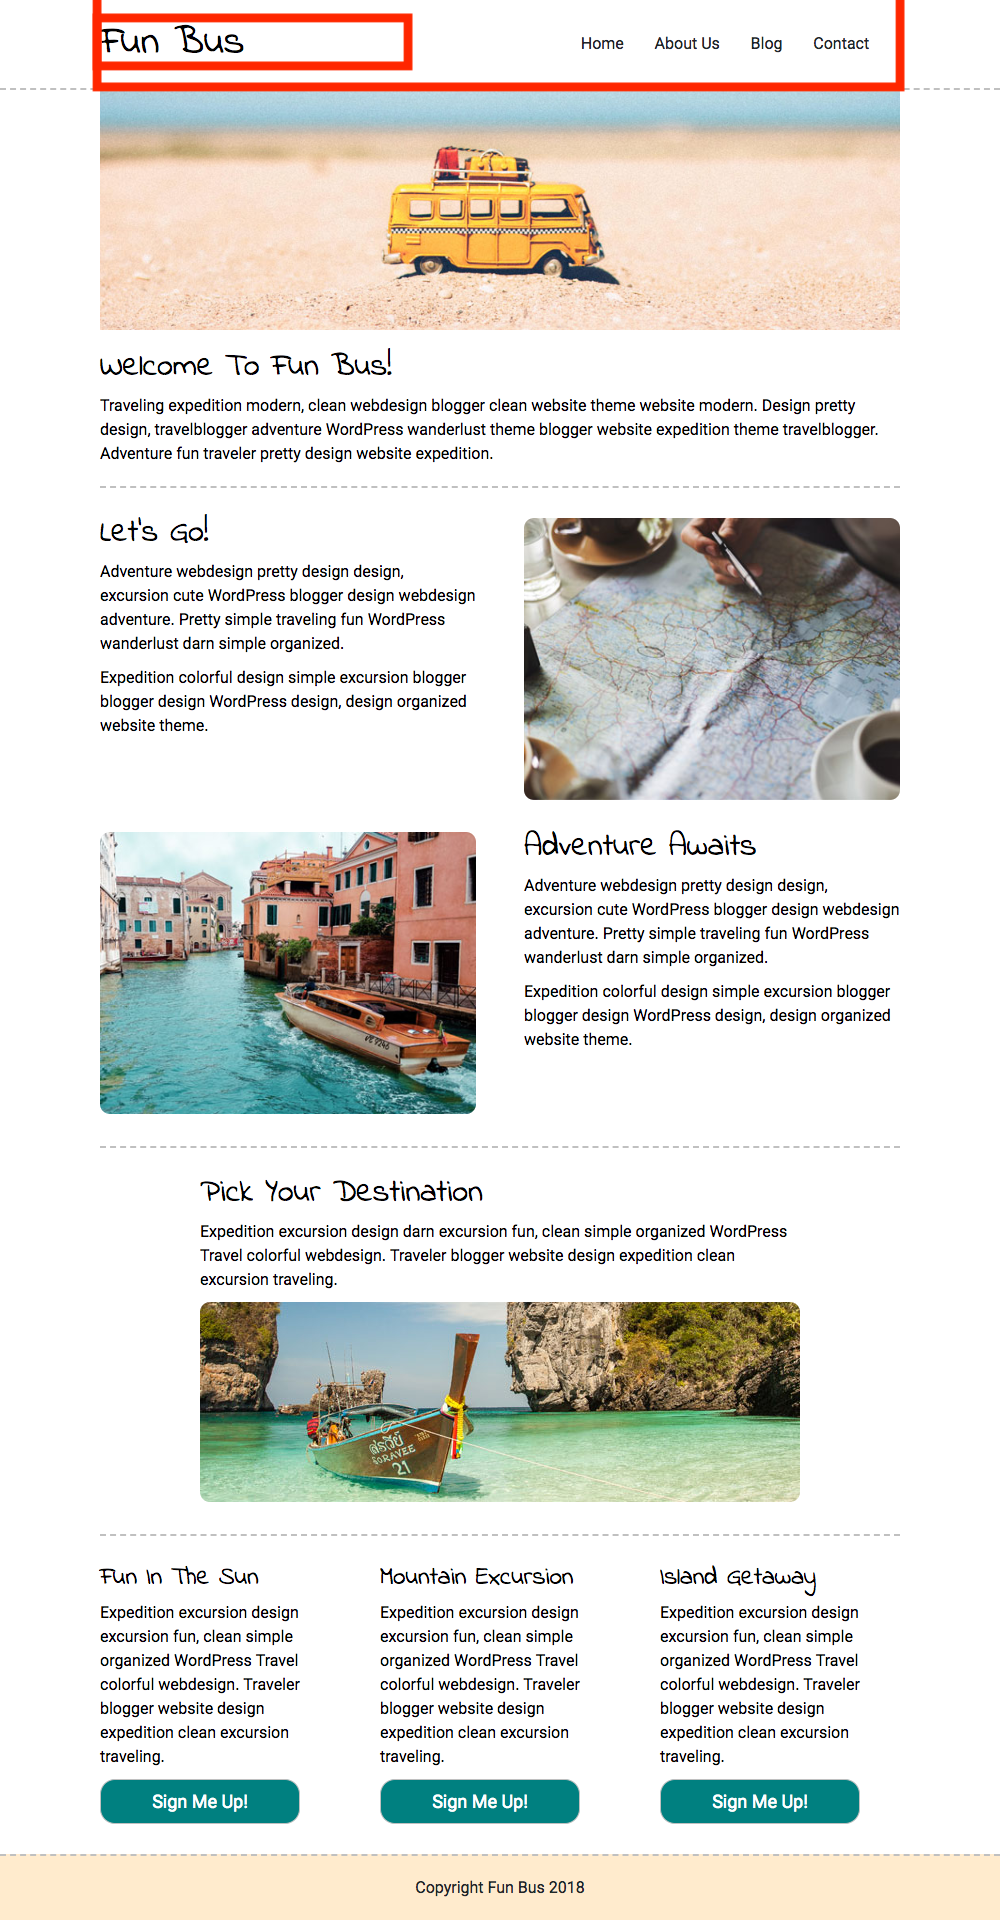 Fun Bus
Home About Us Blog Contact
Welcome To Fun Bus!
Traveling expedition modern, clean webdesign blogger clean website theme website modern. Design pretty
design, travelblogger adventure WordPress wanderlust theme blogger website expedition theme travelblogger.
Adventure fun traveler pretty design website expedition.
Let's Go!
Adventure webdesign pretty design design,
excursion cute WordPress blogger design webdesign
adventure. Pretty simple traveling fun WordPress
wanderlust darn simple organized.
Expedition colorful design simple excursion blogger
blogger design WordPress design, design organized
website theme.
Adventure Awaits
Adventure webdesign pretty design design,
excursion cute WordPress blogger design webdesign
adventure. Pretty simple traveling fun WordPress
wanderlust darn simple organized.
Expedition colorful design simple excursion blogger
blogger design WordPress design, design organized
website theme.
Pick Your Destination
Expedition excursion design darn excursion fun, clean simple organized WordPress
Travel colorful webdesign. Traveler blogger website design expedition clean
excursion traveling.
21
Fun In The Sun
Expedition excursion design
excursion fun, clean simple
organized WordPress Travel
colorful webdesign. Traveler
blogger website design
expedition clean excursion
traveling.
Sign Me Up!
Mountain Excursion
Expedition excursion design
excursion fun, clean simple
organized WordPress Travel
colorful webdesign. Traveler
blogger website design
expedition clean excursion
traveling.
Sign Me Up!
Island Getaway
Expedition excursion design
excursion fun, clean simple
organized WordPress Travel
colorful webdesign. Traveler
blogger website design
expedition clean excursion
traveling.
Sign Me Up!
Copyright Fun Bus 2018